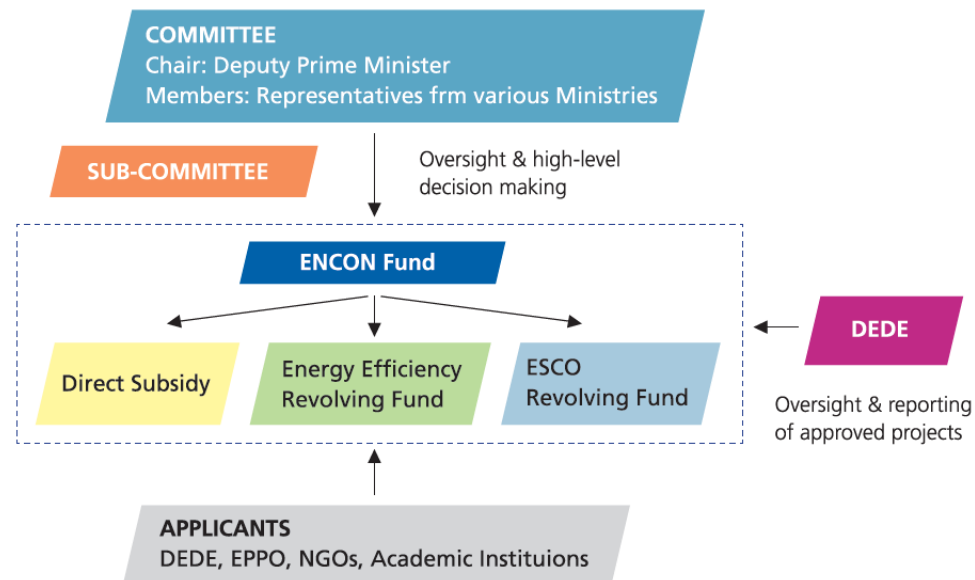 COMMITTEE
Chair: Deputy Prime Minister
Members: Representatives frm various Ministries
SUB-COMMITTEE
Oversight & high-level
decision making
ENCON Fund
Direct Subsidy
Energy Efficiency
Revolving Fund
ESCO
Revolving Fund
DEDE
Oversight & reporting
of approved projects
APPLICANTS
DEDE, EPPO, NGOs, Academic Instituions